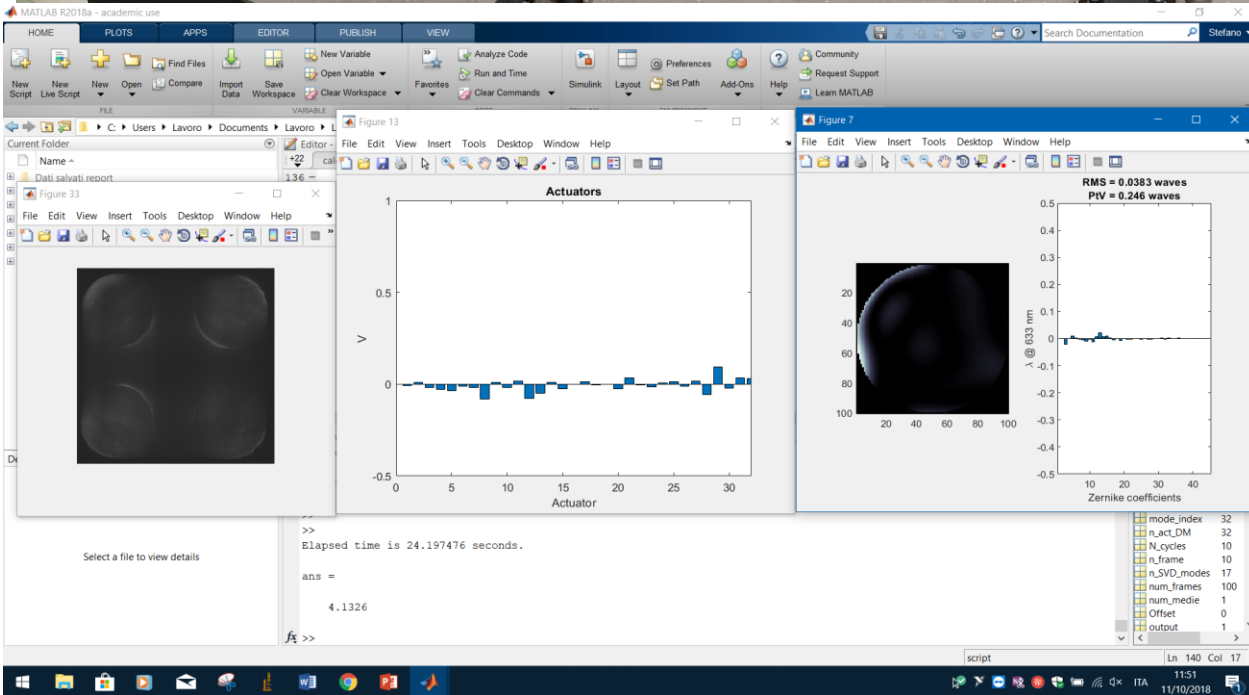 MATLAB R2018a - academic use
HOME PLOTS APPS EDITOR PUBLISH VIEW
Search Documentation Stefano
New Script
New Live Script
New
Open
Find Files
Compare
Import Data
Save Workspace
New Variable
Open Variable
Clear Workspace
Favorites
Analyze Code
Run and Time
Clear Commands
Simulink
Layout
Preferences
Set Path
Add-Ons
Help
Community
Request Support
Learn MATLAB
FILE
VARIABLE
C: Users Lavoro Documents Lavoro
Current Folder
Name
Dati salvati report
Editor -
+22
136 —
Figure 33
File Edit View Insert Tools Desktop Window Help
Figure 13
File Edit View Insert Tools Desktop Window Help
Actuators
1
0.5
0
-0.5
V
0 5 10 15 20 25 30
Actuator
Figure 7
File Edit View Insert Tools Desktop Window Help
RMS = 0.0383 waves
PtV = 0.246 waves
20
40
60
80
100
20 40 60 80 100
0.5
0.4
0.3
0.2
0.1
0
-0.1
-0.2
-0.3
-0.4
-0.5
λ @ 633 nm
10 20 30 40
Zernike coefficients
Select a file to view details
>>
Elapsed time is 24.197476 seconds.
ans =
4.1326
fx >>
mode_index 32
n_act_DM 32
N_cycles 10
n_frame 10
n_SVD_modes 17
num_frames 100
num_medie 1
Offset 0
output 1
script Ln 140 Col 17
ITA
11:51
11/10/2018